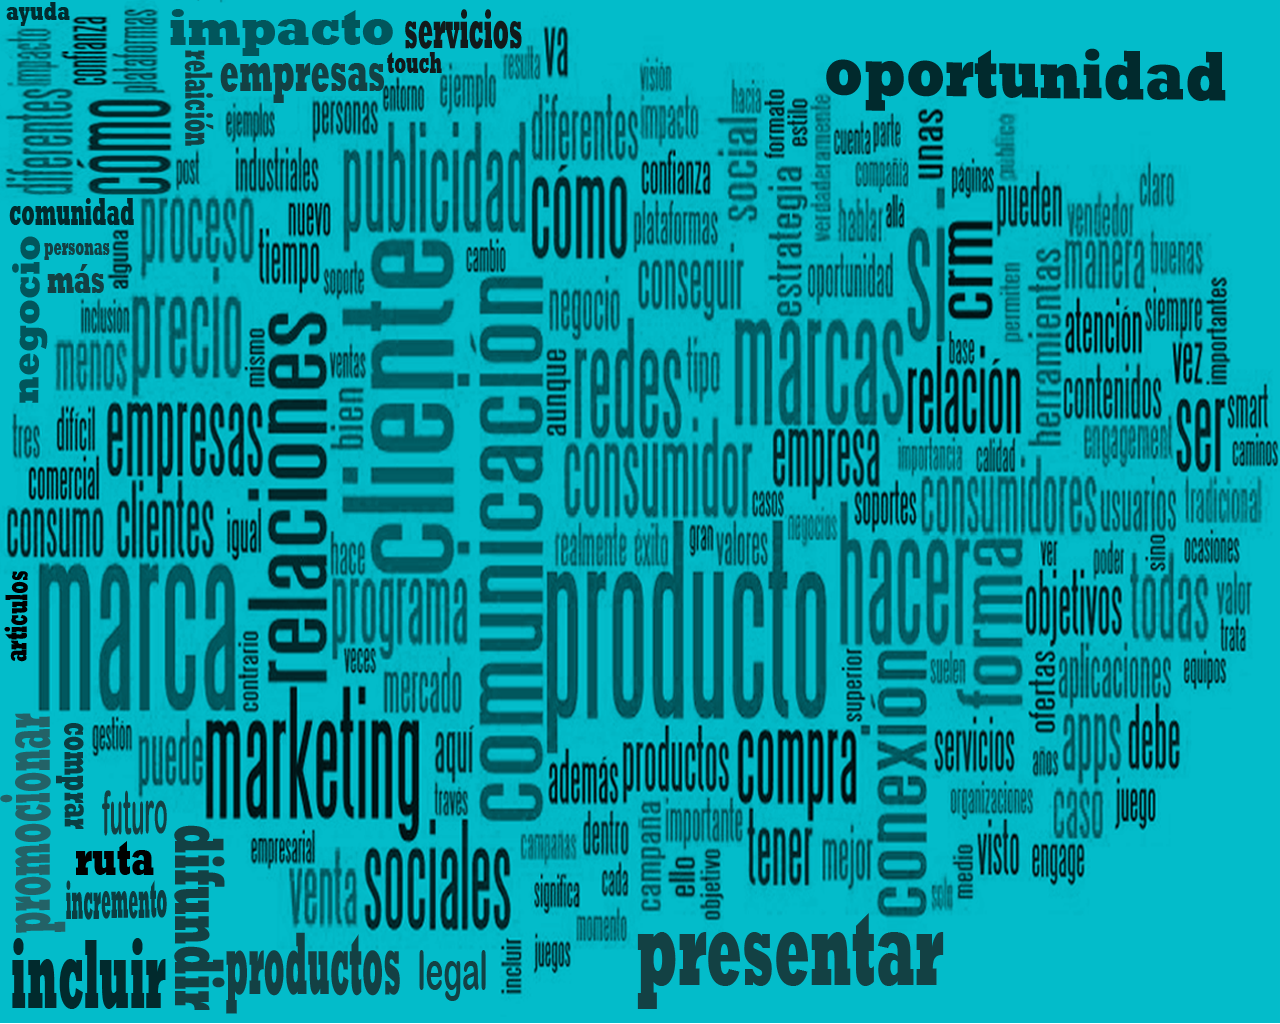 ayuda
impacto
servicios
va
oportunidad
impacto
confianza
plataformas
relaición
empresas
touch
entorno
ejemplo
resulta
visión
hacia
diferentes
cómo
ejemplos
personas
post
industriales
publicidad
diferentes
impacto
confianza
social
formato
estilo
verdaderamente
cuenta
parte
compañía
unas
páginas
publico
pueden
claro
comunidad
proceso
nuevo
tiempo
soporte
cliente
cambio
cómo
plataformas
conseguir
estrategia
hablar
allá
oportunidad
sí
crm
vendedor
manera
buenas
negocio
personas
más
alguna
inclusión
menos
precio
mismo
relaciones
ventas
bien
comunicación
negocio
aunque
redes
tipo
marcas
base
relación
permiten
herramientas
atención
siempre
importantes
vez
contenidos
engagement
ser
smart
caminos
tres
difícil
empresas
comercial
consumo
clientes
igual
consumidor
empresa
casos
importancia
calidad
soportes
consumidores
usuarios
tradicional
articulos
marca
contrario
hace
programa
veces
mercado
realmente
éxito
gran
valores
negocios
producto
hacer
superior
forma
suelen
conexión
ver
poder
sino
ocasiones
objetivos
todas
valor
trata
ofertas
aplicaciones
equipos
promocionar
comprar
gestión
puede
marketing
aquí
través
además
productos
compra
servicios
años
apps
debe
futuro
ruta
incremento
difundir
empresarial
venta
sociales
campañas
dentro
significa
cada
momento
juegos
incluir
campaña
importante
ello
objetivo
tener
mejor
solo
medio
organizaciones
visto
engage
caso
juego
incluir
productos
legal
presentar